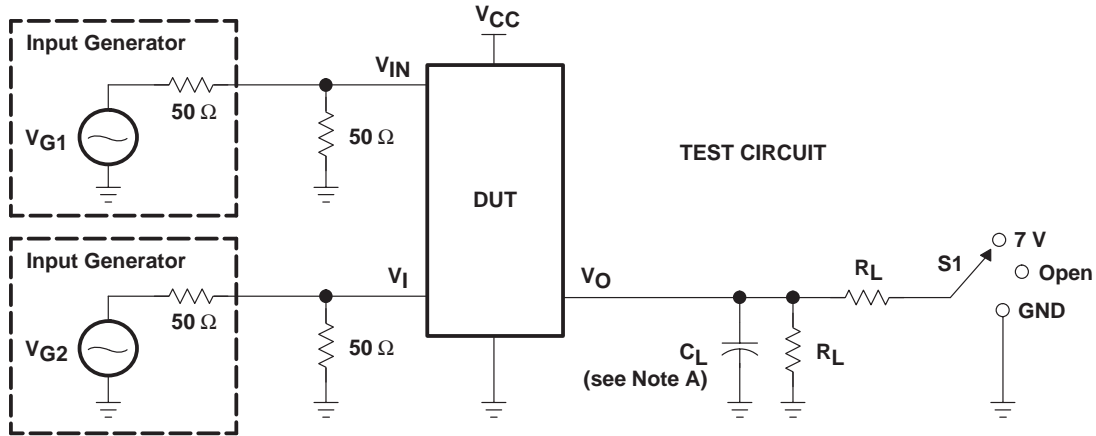 VCC
Input Generator
VIN
50 Ω
VG1
50 Ω
TEST CIRCUIT
DUT
Input Generator
VI
VO
50 Ω
VG2
50 Ω
CL
(see Note A)
RL
RL
S1
7 V
Open
GND